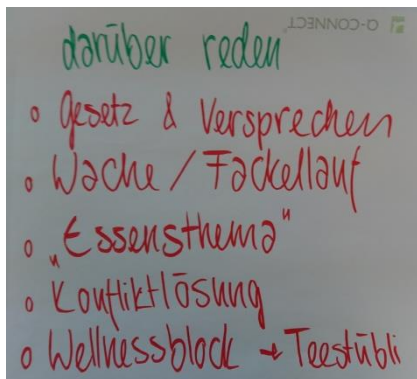 Q-CONNECT
darüber reden
o Gesetz & Versprechen
o Wache / Fackellauf
o „Essensthema"
o Konfliktlösung
o Wellnessblock → Teestübli